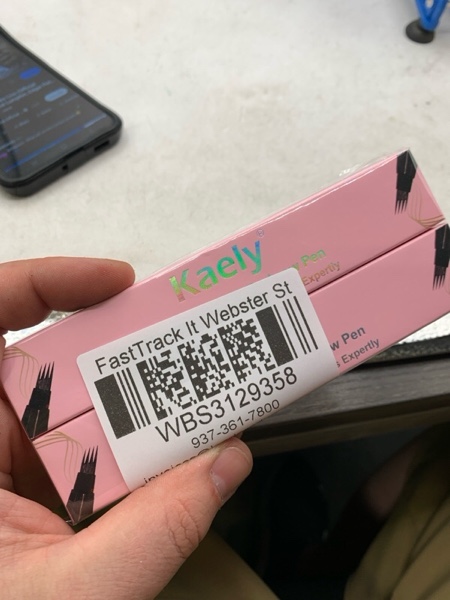 Kaely
w Pen
Expertly
w Pen
s Expertly
FastTrack It Webster St
WBS3129358
937-361-7800